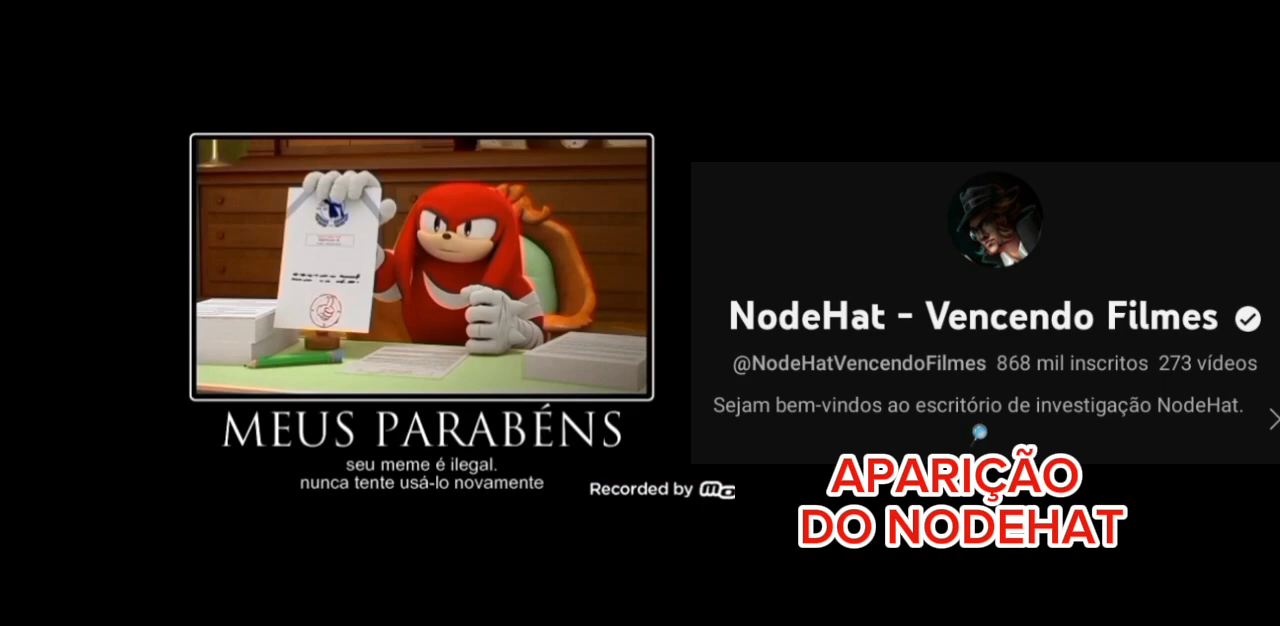 MEUS PARABÉNS
seu meme é ilegal.
nunca tente usá-lo novamente
Recorded by
NodeHat - Vencendo Filmes
@NodeHatVencendoFilmes 868 mil inscritos 273 vídeos
Sejam bem-vindos ao escritório de investigação NodeHat.
APARIÇÃO
DO NODEHAT